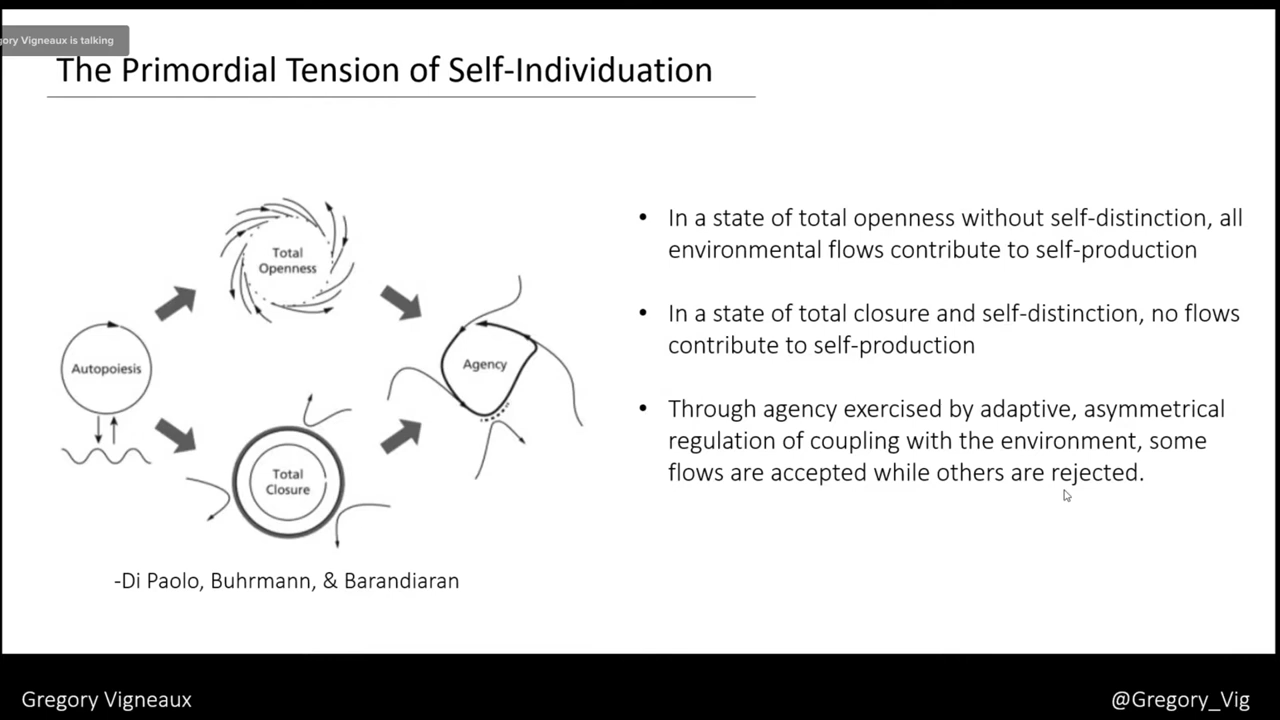 gory Vigneaux is talking
The Primordial Tension of Self-Individuation
Total
Openness
Autopoiesis
Agency
Total
Closure
-Di Paolo, Buhrmann, & Barandiaran
• In a state of total openness without self-distinction, all
environmental flows contribute to self-production
• In a state of total closure and self-distinction, no flows
contribute to self-production
• Through agency exercised by adaptive, asymmetrical
regulation of coupling with the environment, some
flows are accepted while others are rejected.
Gregory Vigneaux
@Gregory_Vig